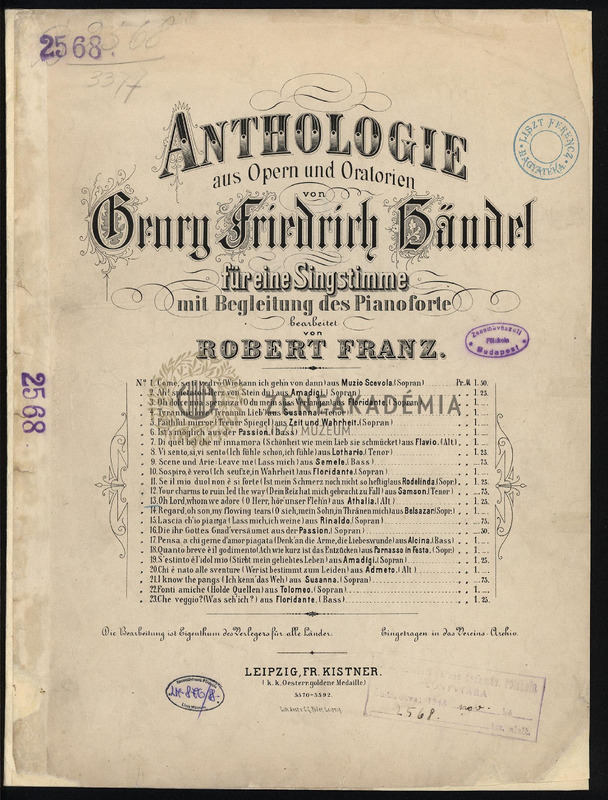 2568
2568
3317
ANTHOLOGIE
aus Opern und Oratorien
von
Georg Friedrich Händel
für eine Singstimme
mit Begleitung des Pianoforte
bearbeitet
von
ROBERT FRANZ.
LISZT FERENCZ HAGYATÉKA
Zeneművészeti Főiskola Budapest
ZENEAKADÉMIA
MÚZEUM
2568
No 1. Come, se ti vedrò (Wie kann ich gehn von dann) aus Muzio Scevola. (Sopran) Pr. M. 1. 50.
2. Ah! spietato (Herz von Stein du) aus Amadigi. (Sopran) 1. 25.
3. Oh dolce mia speranza (O du mein aus Floridante. (Sopran) 1.
4. Tyrannic Lieb') aus Susanna. (Tenor)
5. Faithful mirror (Treuer Spiegel) aus Zeit und Wahrheit. (Sopran) 75.
6. Ist's möglich aus der Passion. (Bass) 1.
7. Di quel bel che m'innamora (Schönheit wie mein Lieb sie schmücket) aus Flavio. (Alt) 1.
8. Vi sento, si, vi sento (Ich fühle schon, ich fühle) aus Lothario. (Tenor) 1. 25.
9. Scene und Arie: Leave me (Lass mich) aus Semele. (Bass) 75.
10. Sospiro, è vero (Ich seufze, in Wahrheit) aus Floridante. (Sopran) 1.
11. Se il mio duol non è si forte (Ist mein Schmerz noch nicht so heftig) aus Rodelinda. (Sopr) 1. 25.
12. Your charms to ruin led the way (Dein Reiz hat mich gebracht zu Fall) aus Samson. (Tenor) 75.
13. Oh Lord, whom we adore (O Herr, hör' unser Flehn) aus Athalia. (Alt) 1.
14. Regard, oh son, my flowing tears (O sich, mein Sohn, in Thränen mich) aus Belsazar. (Sopr) 1.
15. Lascia ch'io pianga (Lass mich, ich weine) aus Rinaldo. (Sopran) 75.
16. Die ihr Gottes Gnad' versäumet aus der Passion. (Sopran) 50.
17. Pensa, a chi geme d'amor piagata (Denk' an die Arme, die Liebeswunde) aus Alcina. (Bass) 1.
18. Quanto breve è il godimento (Ach wie kurz ist das Entzücken) aus Parnasso in Festa. (Sopr) 1.
19. S'estinto è l'idol mio (Stirbt mein geliebtes Leben) aus Amadigi. (Sopran) 1. 25.
20. Chi è nato alle sventure (Wer ist bestimmt zum Leiden) aus Admeto. (Alt) 1.
21. I know the pangs (Ich kenn' das Weh) aus Susanna. (Sopran) 75.
22. Fonti amiche (Holde Quellen) aus Tolomeo. (Sopran) 1.
23. Che veggio? (Was seh' ich?) aus Floridante. (Bass) 1. 25.
Die Bearbeitung ist Eigenthum des Verlegers für alle Länder. Eingetragen in das Vereins-Archiv.
LEIPZIG, FR. KISTNER.
(k. k. Oesterr. goldene Medaille)
5570-5592.
2568. nov.